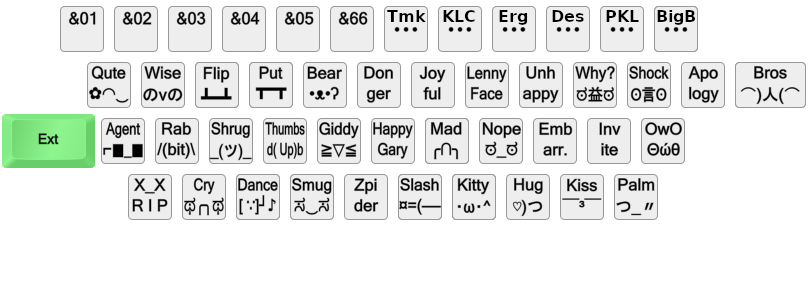 &01 &02 &03 &04 &05 &66 Tmk KLC Erg Des PKL BigB
••• ••• ••• ••• ••• •••
Qute Wise Flip Put Bear Don Joy Lenny Unh Why? Shock Apo Bros
✿◠‿ のvの ┻┻ ┳┳ •ᴥ•ʔ ger ful Face appy ಠ益ಠ ʘ言ʘ logy ⌒)人(⌒
Ext
Agent Rab Shrug Thumbs Giddy Happy Mad Nope Emb Inv OwO
⌐■_■ /(bit)\ _(ツ)_ d( Up)b ≧▽≦ Gary ╭∩╮ ಠ_ಠ arr. ite Θώθ
X_X Cry Dance Smug Zpi Slash Kitty Hug Kiss Palm
R I P ಥ╭╮ಥ [ ∵]┘♪ ಸ‿ಸ der ¤=(— ･ω･^ ♡)つ ￣³￣ つ_〃